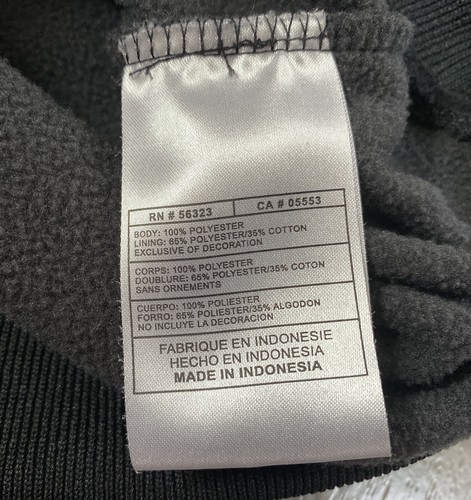 RN # 56323 CA # 05553
BODY: 100% POLYESTER
LINING: 65% POLYESTER/35% COTTON
EXCLUSIVE OF DECORATION
CORPS: 100% POLYESTER
DOUBLURE: 65% POLYESTER/35% COTON
SANS ORNEMENTS
CUERPO: 100% POLIESTER
FORRO: 65% POLIESTER/35% ALGODON
NO INCLUYE LA DECORACION
FABRIQUE EN INDONESIE
HECHO EN INDONESIA
MADE IN INDONESIA